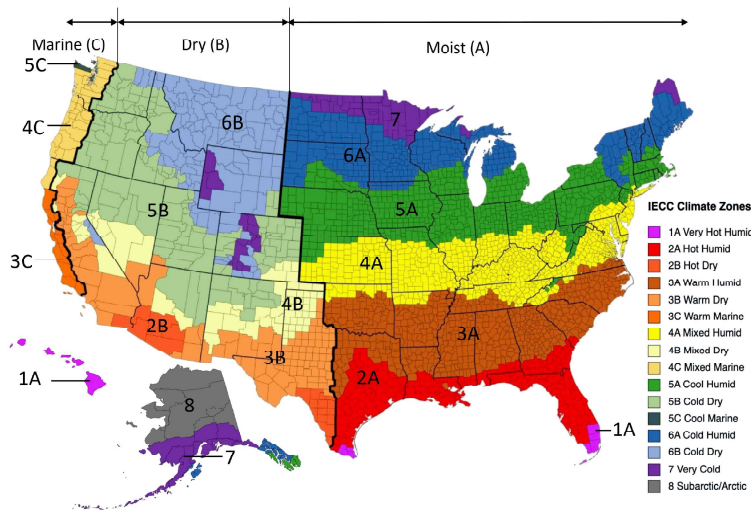 Marine (C)
Dry (B)
Moist (A)
5C
4C
6B
7
6A
5B
5A
3C
4A
4B
2B
3B
3A
2A
1A
8
1A
7
IECC Climate Zones
1A Very Hot Humid
2A Hot Humid
2B Hot Dry
3A Warm Humid
3B Warm Dry
3C Warm Marine
4A Mixed Humid
4B Mixed Dry
4C Mixed Marine
5A Cool Humid
5B Cold Dry
5C Cool Marine
6A Cold Humid
6B Cold Dry
7 Very Cold
8 Subarctic/Arctic